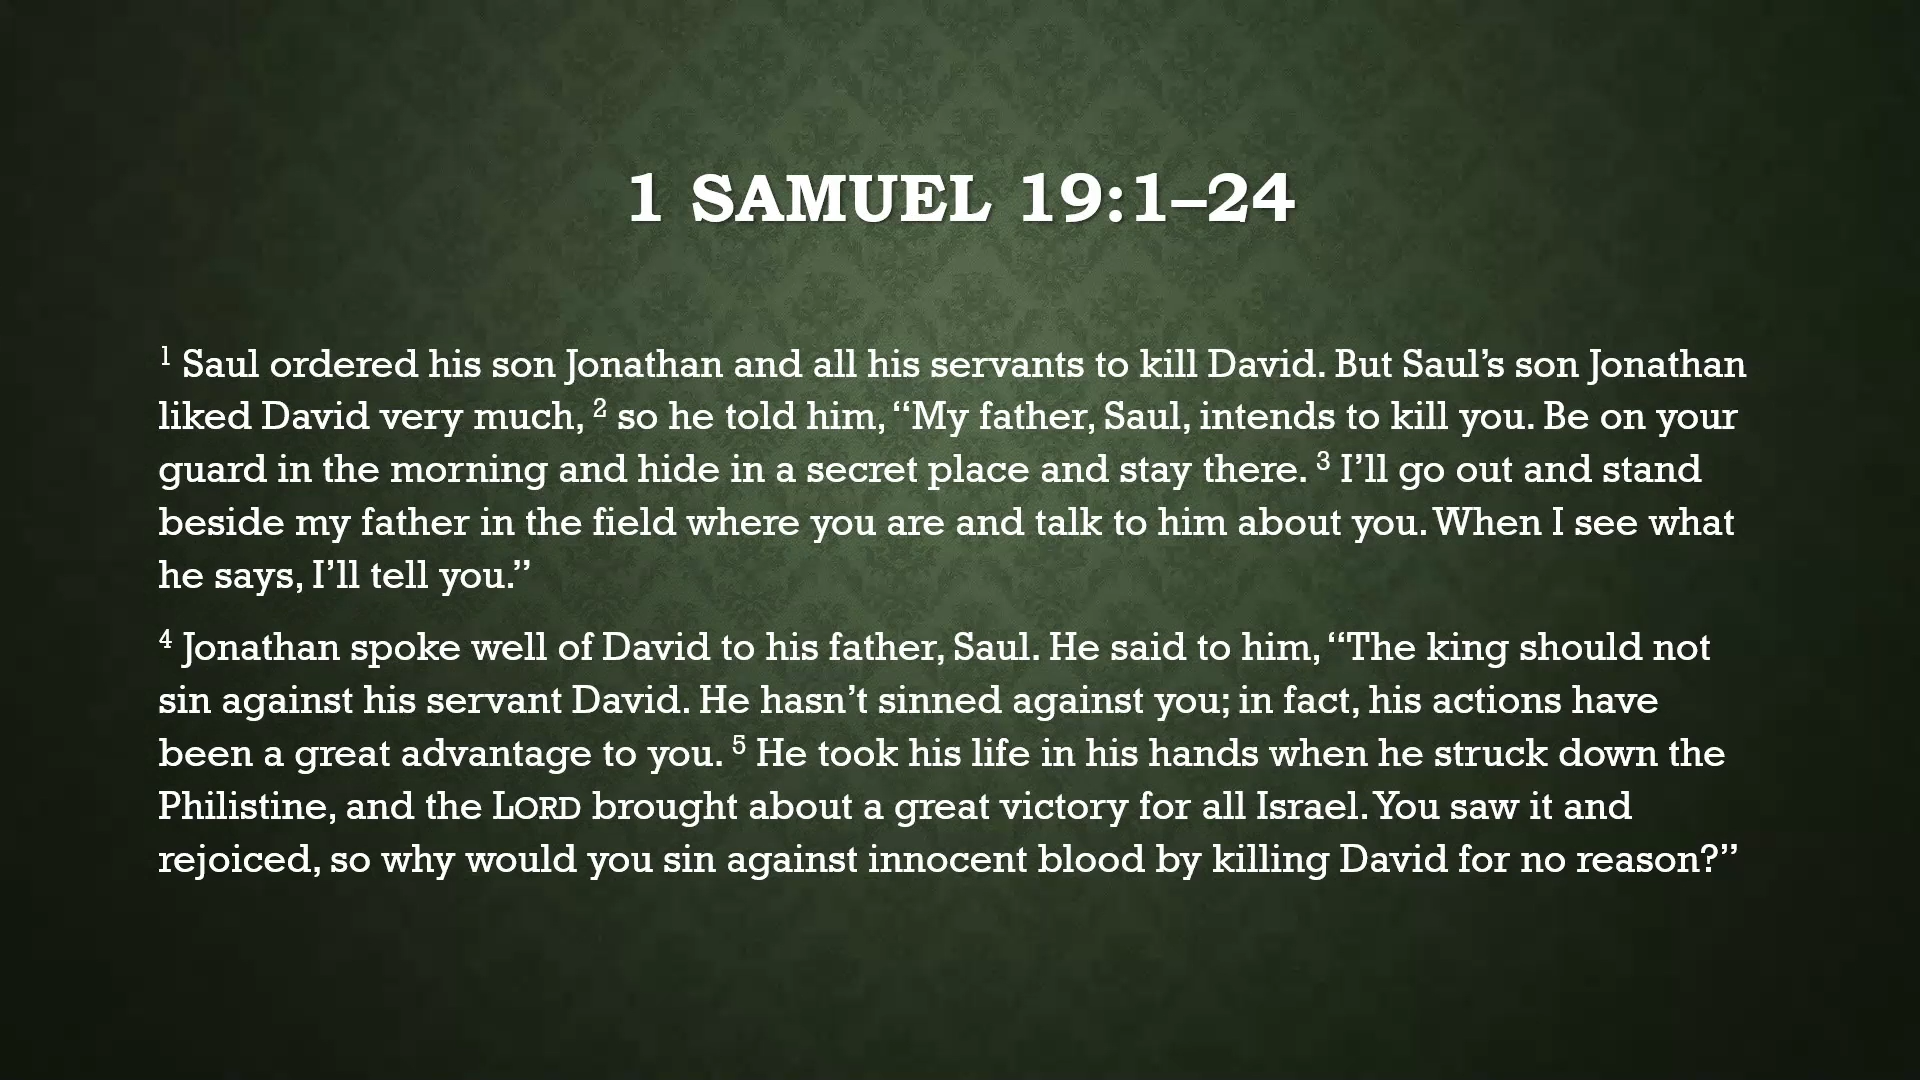 1 SAMUEL 19:1–24
1 Saul ordered his son Jonathan and all his servants to kill David. But Saul’s son Jonathan
liked David very much, 2 so he told him, “My father, Saul, intends to kill you. Be on your
guard in the morning and hide in a secret place and stay there. 3 I’ll go out and stand
beside my father in the field where you are and talk to him about you. When I see what
he says, I’ll tell you.”
4 Jonathan spoke well of David to his father, Saul. He said to him, “The king should not
sin against his servant David. He hasn’t sinned against you; in fact, his actions have
been a great advantage to you. 5 He took his life in his hands when he struck down the
Philistine, and the LORD brought about a great victory for all Israel. You saw it and
rejoiced, so why would you sin against innocent blood by killing David for no reason?”